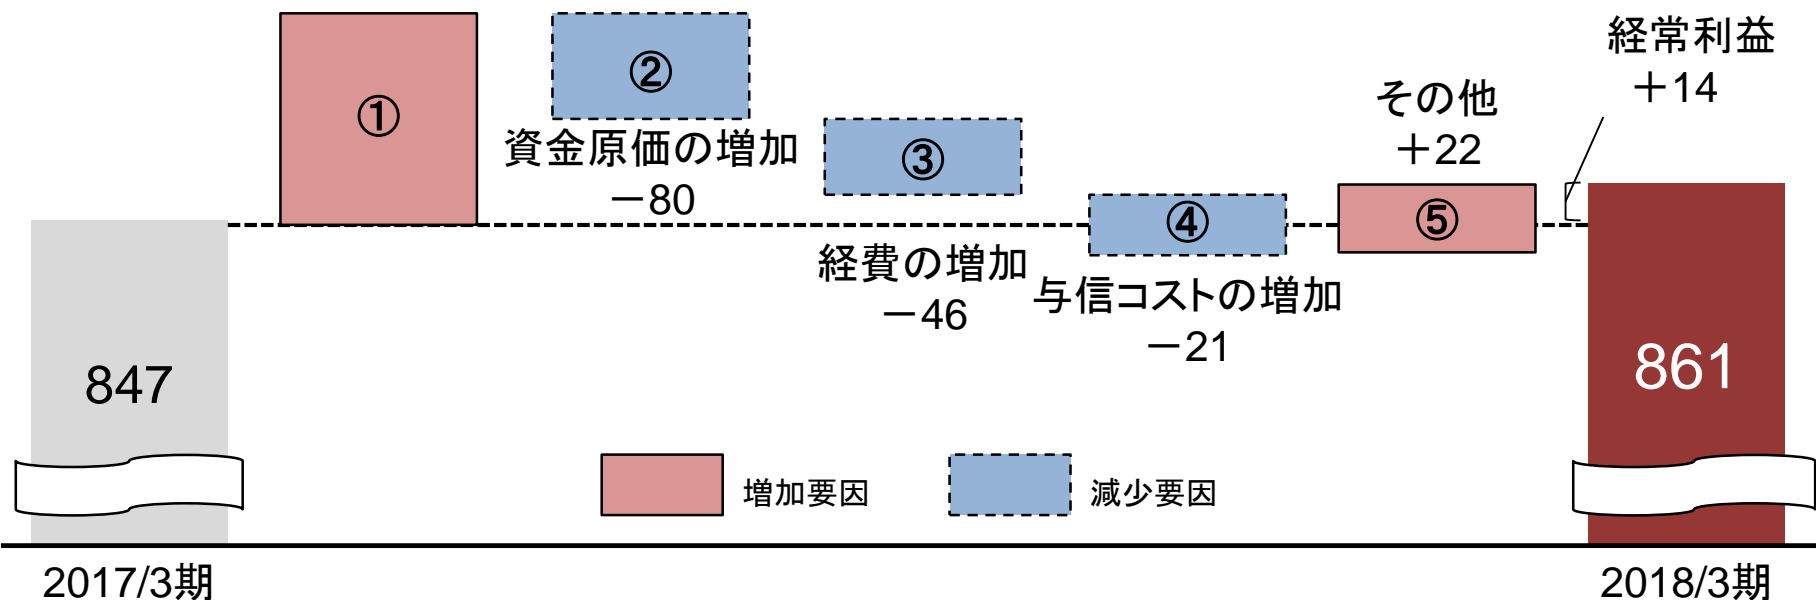 ①
②
資金原価の増加
－80
③
経費の増加
－46
④
与信コストの増加
－21
その他
＋22
⑤
経常利益
＋14
847
861
増加要因
減少要因
2017/3期
2018/3期